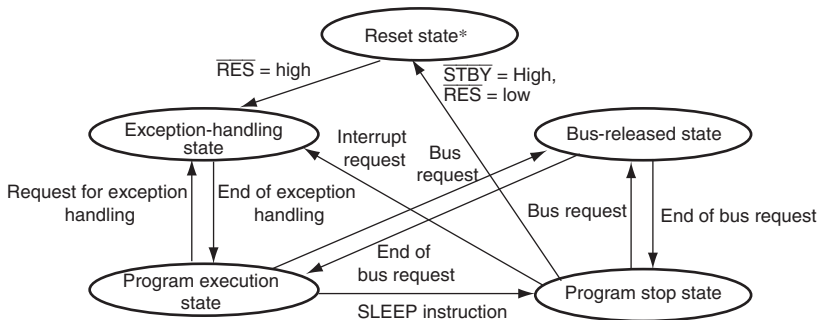 Reset state*
RES = high
STBY = High,
RES = low
Exception-handling
state
Interrupt
request
Bus
request
Bus-released state
Request for exception
handling
End of exception
handling
Bus request
End of bus request
End of
bus request
Program execution
state
SLEEP instruction
Program stop state